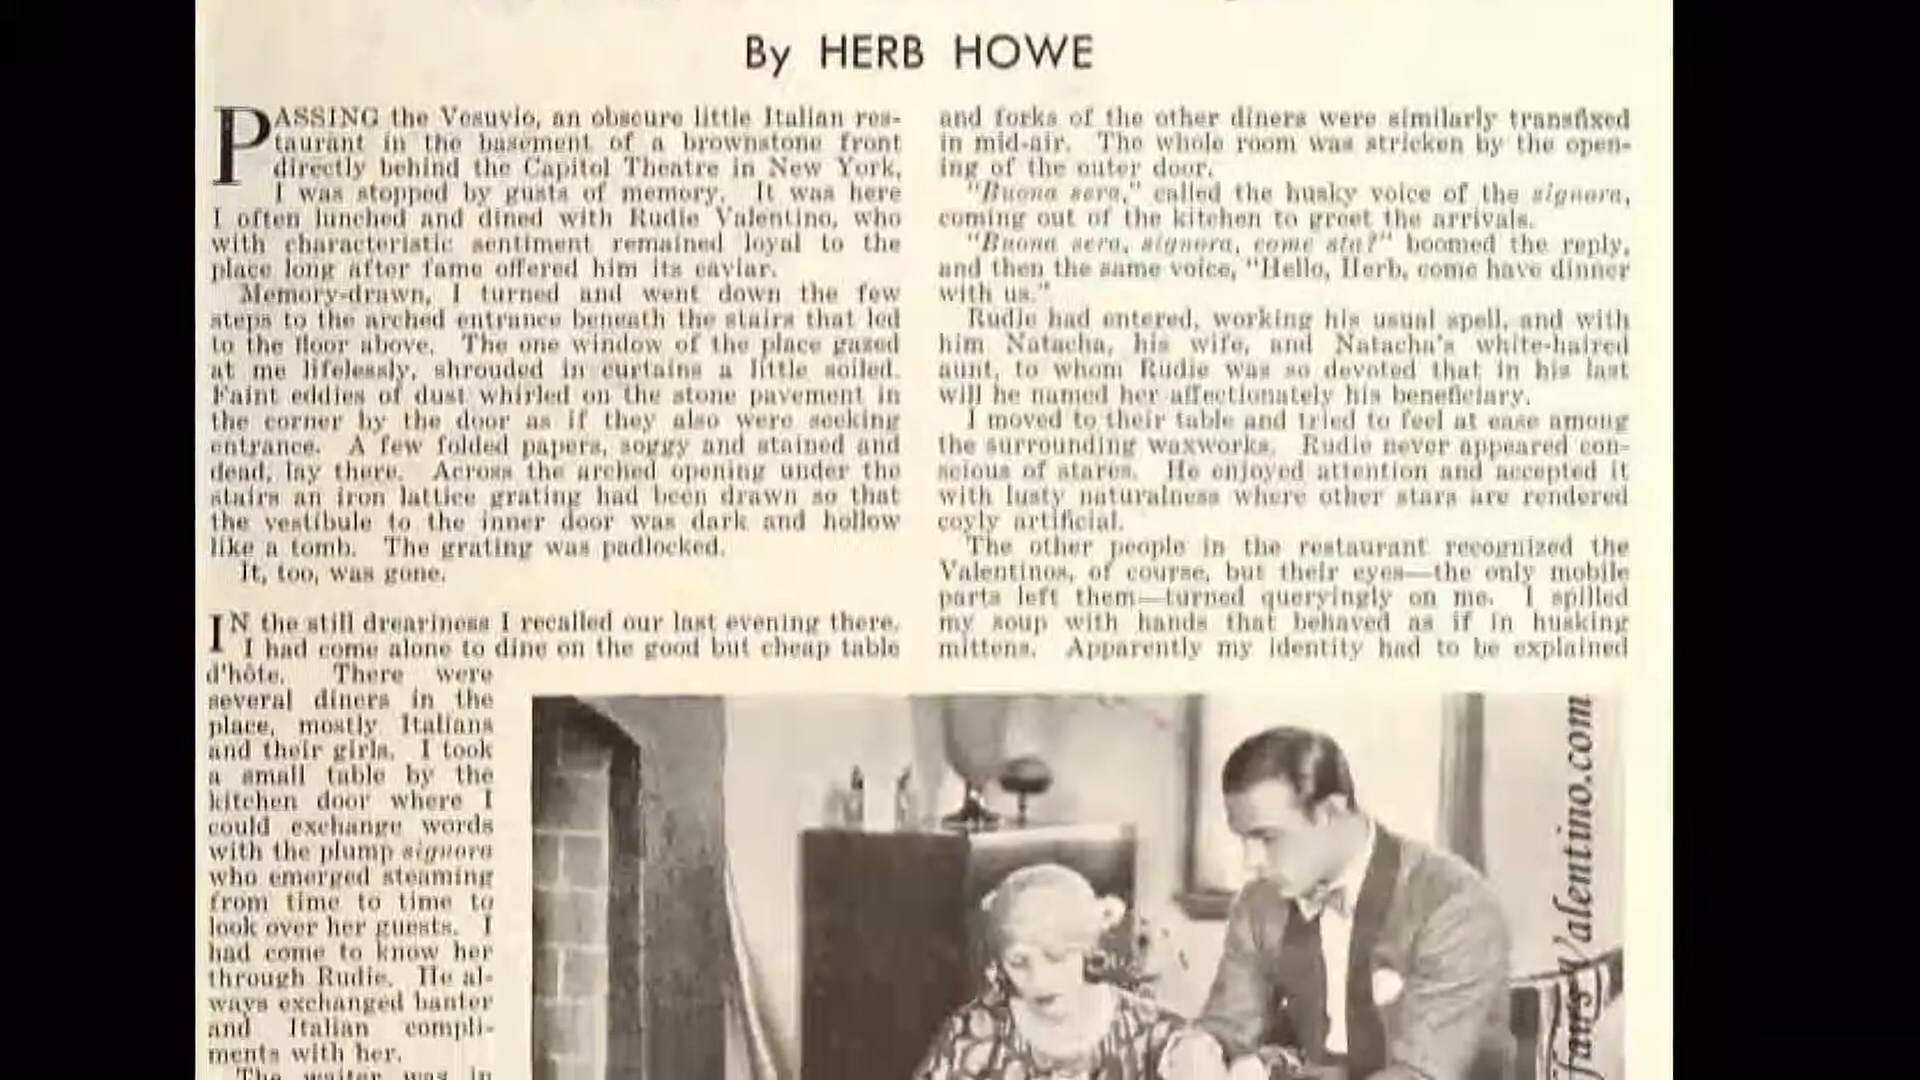 By HERB HOWE
PASSING the Vesuvio, an obscure little Italian res-
taurant in the basement of a brownstone front
directly behind the Capitol Theatre in New York,
I was stopped by gusts of memory. It was here
I often lunched and dined with Rudie Valentino, who
with characteristic sentiment remained loyal to the
place long after fame offered him its caviar.
Memory-drawn, I turned and went down the few
steps to the arched entrance beneath the stairs that led
to the floor above. The one window of the place gazed
at me lifelessly, shrouded in curtains a little soiled.
Faint eddies of dust whirled on the stone pavement in
the corner by the door as if they also were seeking
entrance. A few folded papers, soggy and stained and
dead, lay there. Across the arched opening under the
stairs an iron lattice grating had been drawn so that
the vestibule to the inner door was dark and hollow
like a tomb. The grating was padlocked.
It, too, was gone.
IN the still dreariness I recalled our last evening there.
I had come alone to dine on the good but cheap table
d'hôte. There were
several diners in the
place, mostly Italians
and their girls. I took
a small table by the
kitchen door where I
could exchange words
with the plump signora
who emerged steaming
from time to time to
look over her guests. I
had come to know her
through Rudie. He al-
ways exchanged banter
and Italian compli-
ments with her.
The waiter was in
and forks of the other diners were similarly transfixed
in mid-air. The whole room was stricken by the open-
ing of the outer door.
"Buona sera," called the husky voice of the signora,
coming out of the kitchen to greet the arrivals.
"Buona sera, signora, come sta?" boomed the reply,
and then the same voice, "Hello, Herb, come have dinner
with us."
Rudie had entered, working his usual spell, and with
him Natacha, his wife, and Natacha's white-haired
aunt, to whom Rudie was so devoted that in his last
will he named her affectionately his beneficiary.
I moved to their table and tried to feel at ease among
the surrounding waxworks. Rudie never appeared con-
scious of stares. He enjoyed attention and accepted it
with lusty naturalness where other stars are rendered
coyly artificial.
The other people in the restaurant recognized the
Valentinos, of course, but their eyes—the only mobile
parts left them—turned queryingly on me. I spilled
my soup with hands that behaved as if in husking
mittens. Apparently my identity had to be explained
Valentino.com